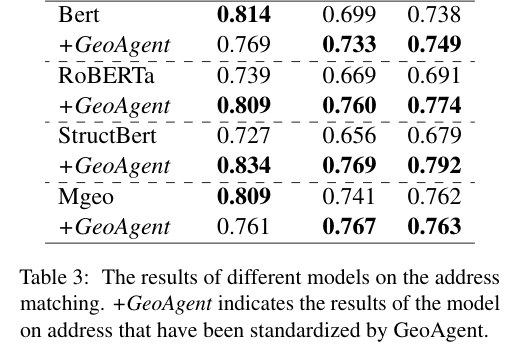 Bert 0.814 0.699 0.738
+GeoAgent 0.769 0.733 0.749
RoBERTa 0.739 0.669 0.691
+GeoAgent 0.809 0.760 0.774
StructBert 0.727 0.656 0.679
+GeoAgent 0.834 0.769 0.792
Mgeo 0.809 0.741 0.762
+GeoAgent 0.761 0.767 0.763
Table 3: The results of different models on the address
matching. +GeoAgent indicates the results of the model
on address that have been standardized by GeoAgent.